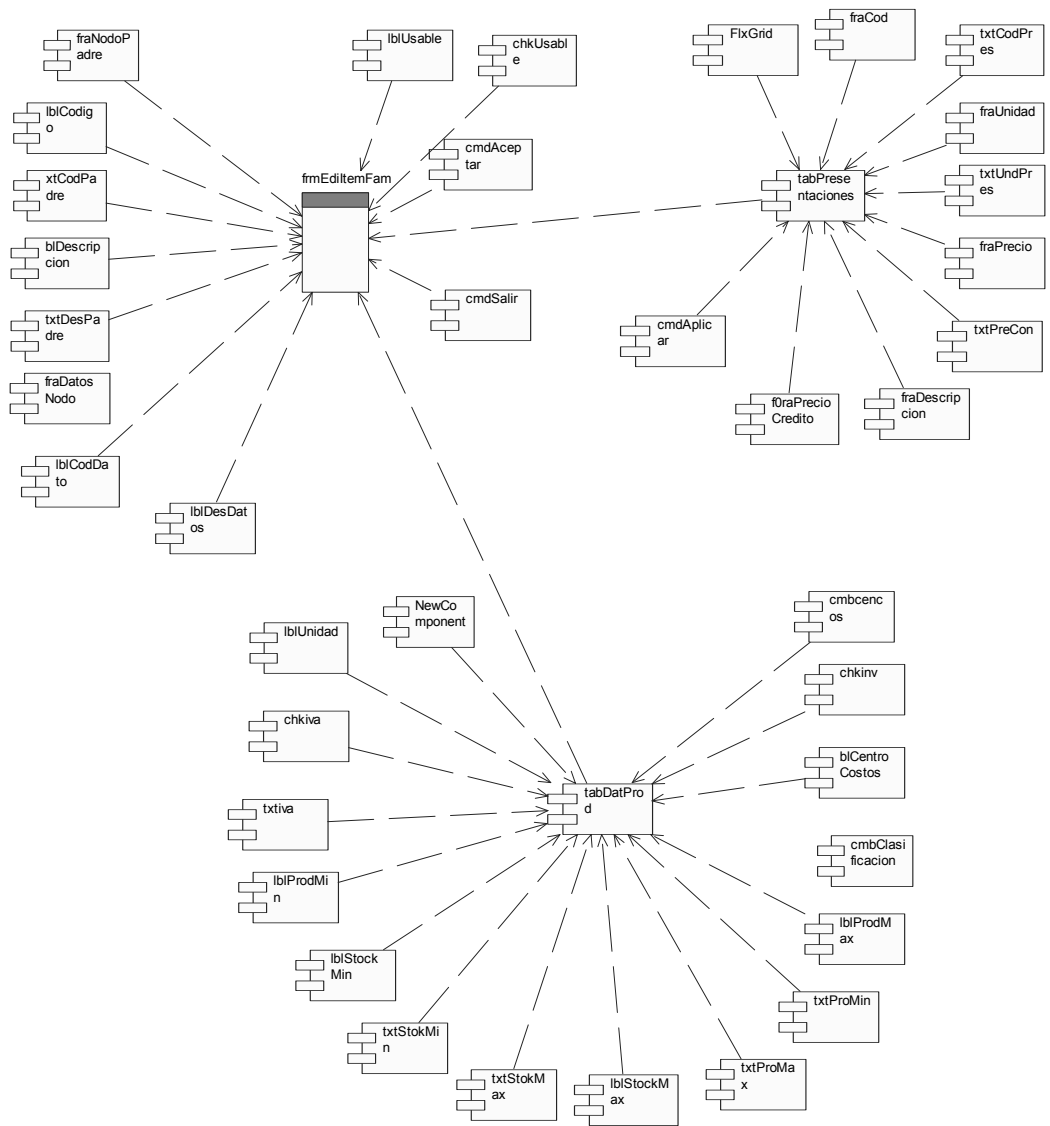 fraNodoP
adre
lblUsable
chkUsabl
e
FlxGrid
fraCod
txtCodPr
es
lblCodig
o
cmdAcep
tar
fraUnidad
frmEdiItemFam
xtCodPa
dre
tabPrese
ntaciones
txtUndPr
es
blDescrip
cion
fraPrecio
txtDesPa
dre
cmdSalir
cmdAplic
ar
txtPreCon
fraDatos
Nodo
f0raPrecio
Credito
fraDescrip
cion
lblCodDa
to
lblDesDat
os
NewCo
mponent
cmbcenc
os
lblUnidad
chkinv
chkiva
blCentro
Costos
tabDatPro
d
txtiva
cmbClasi
ificacion
lblProdMi
n
lblProdM
ax
lblStock
Min
txtProMin
txtStokMi
n
txtStokM
ax
lblStockM
ax
txtProMa
x